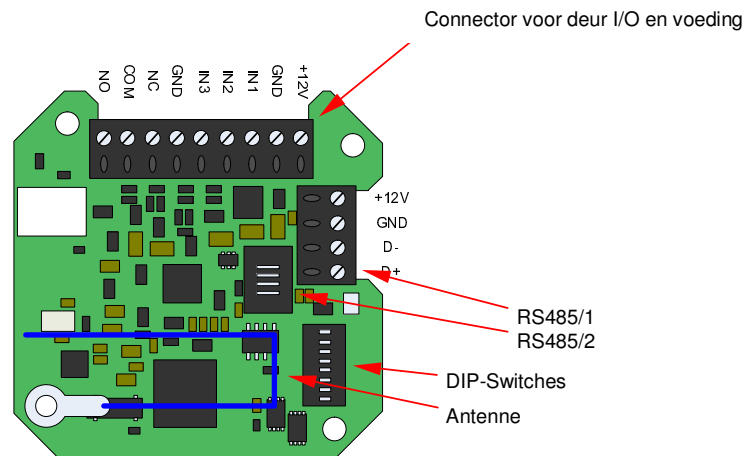 Connector voor deur I/O en voeding
NO
COM
NC
GND
IN3
IN2
IN1
GND
+12V
+12V
GND
D-
D+
RS485/1
RS485/2
DIP-Switches
Antenne